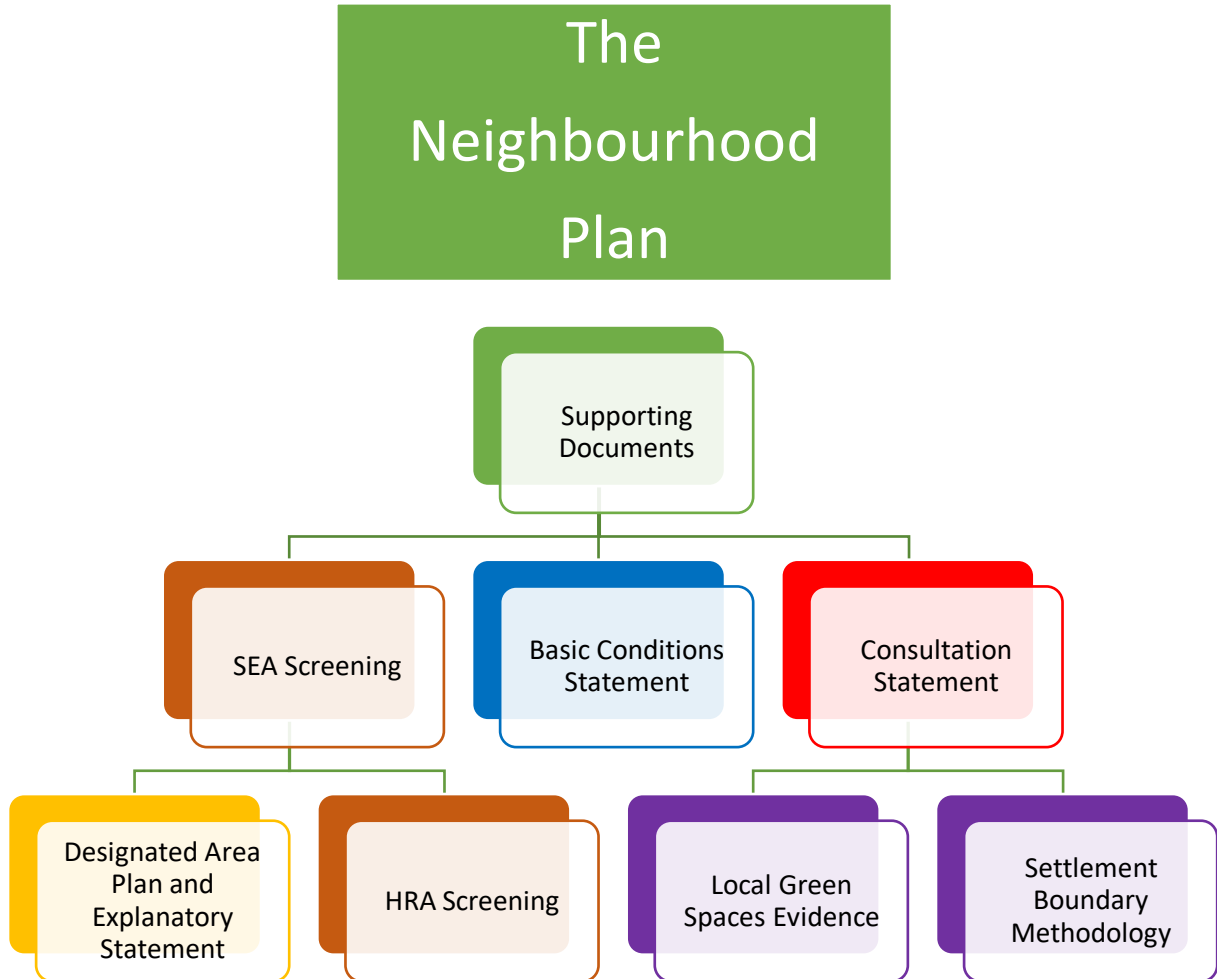 The
Neighbourhood
Plan
Supporting
Documents
SEA Screening
Basic Conditions
Statement
Consultation
Statement
Designated Area
Plan and
Explanatory
Statement
HRA Screening
Local Green
Spaces Evidence
Settlement
Boundary
Methodology